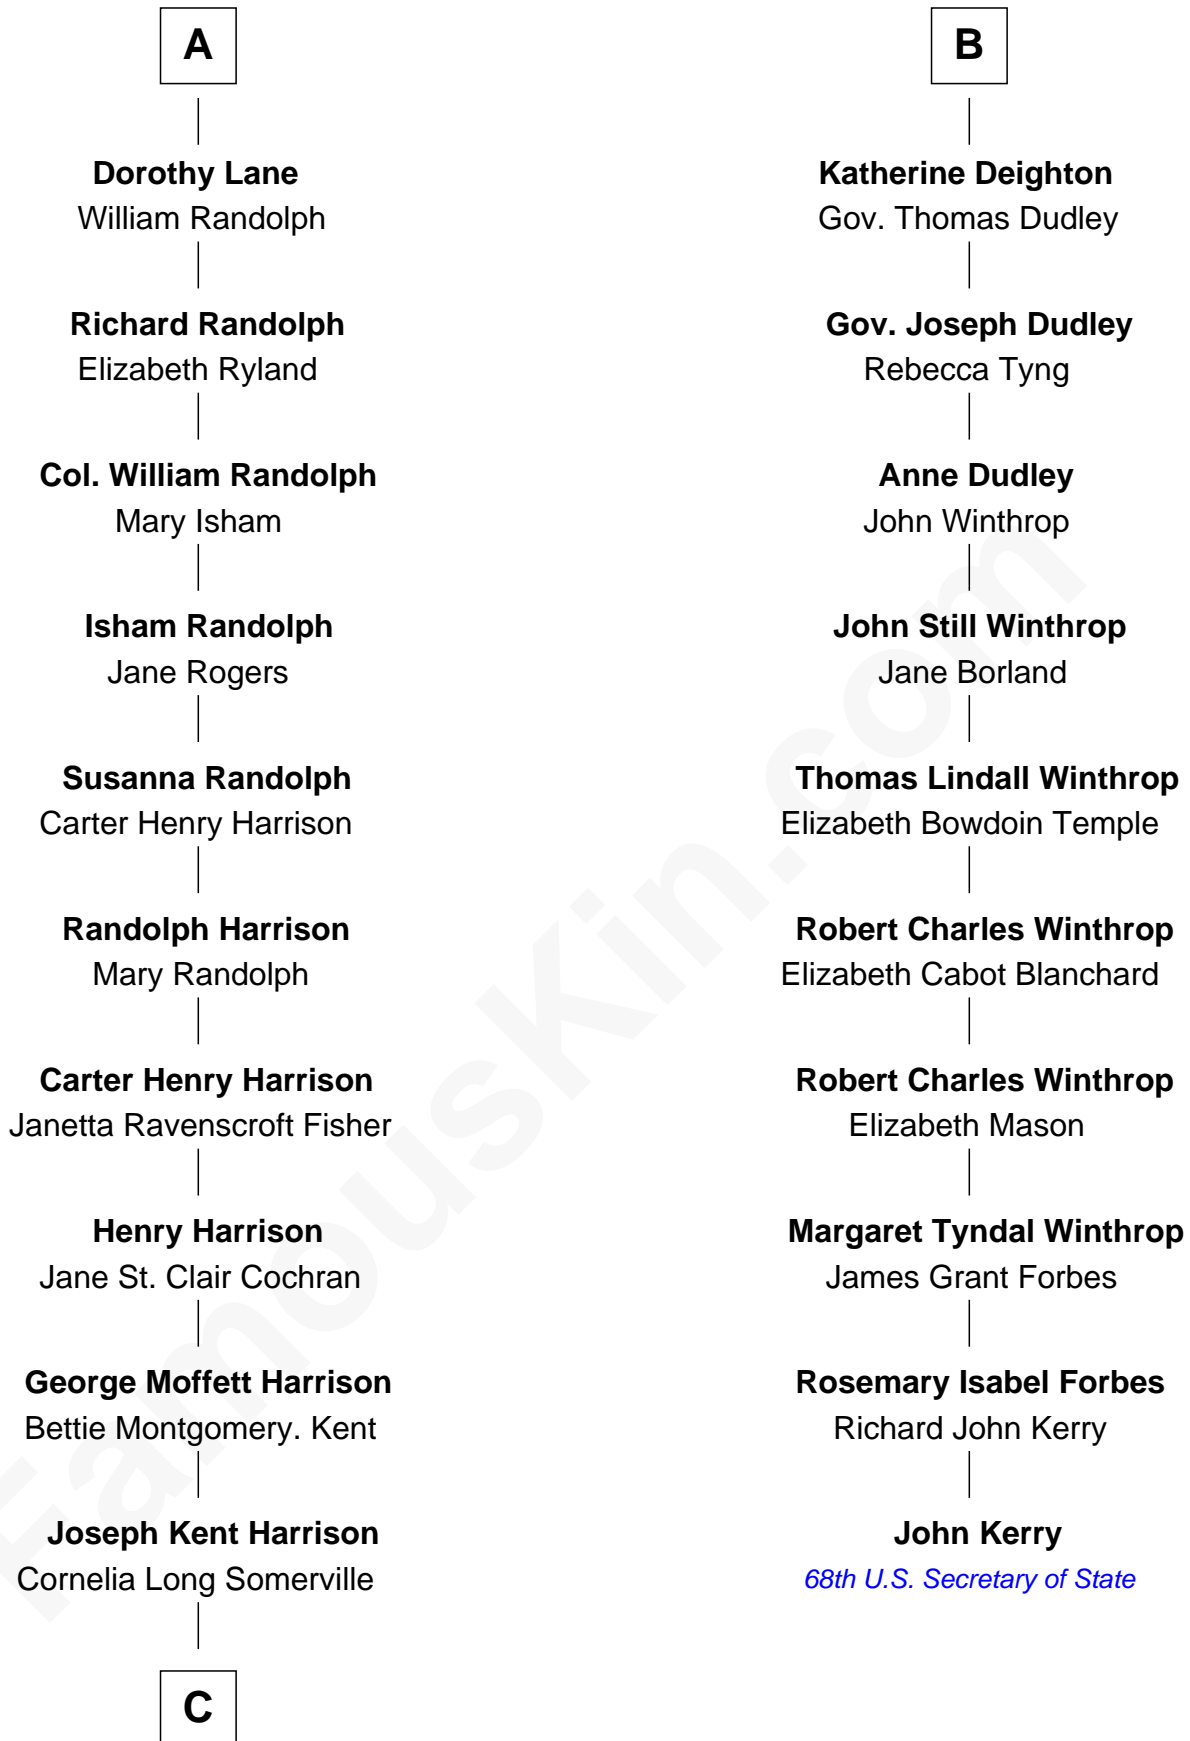 A
Dorothy Lane
William Randolph
Richard Randolph
Elizabeth Ryland
Col. William Randolph
Mary Isham
Isham Randolph
Jane Rogers
Susanna Randolph
Carter Henry Harrison
Randolph Harrison
Mary Randolph
Carter Henry Harrison
Janetta Ravenscroft Fisher
Henry Harrison
Jane St. Clair Cochran
George Moffett Harrison
Bettie Montgomery. Kent
Joseph Kent Harrison
Cornelia Long Somerville
C
B
Katherine Deighton
Gov. Thomas Dudley
Gov. Joseph Dudley
Rebecca Tyng
Anne Dudley
John Winthrop
John Still Winthrop
Jane Borland
Thomas Lindall Winthrop
Elizabeth Bowdoin Temple
Robert Charles Winthrop
Elizabeth Cabot Blanchard
Robert Charles Winthrop
Elizabeth Mason
Margaret Tyndal Winthrop
James Grant Forbes
Rosemary Isabel Forbes
Richard John Kerry
John Kerry
68th U.S. Secretary of State
FamousKin.com